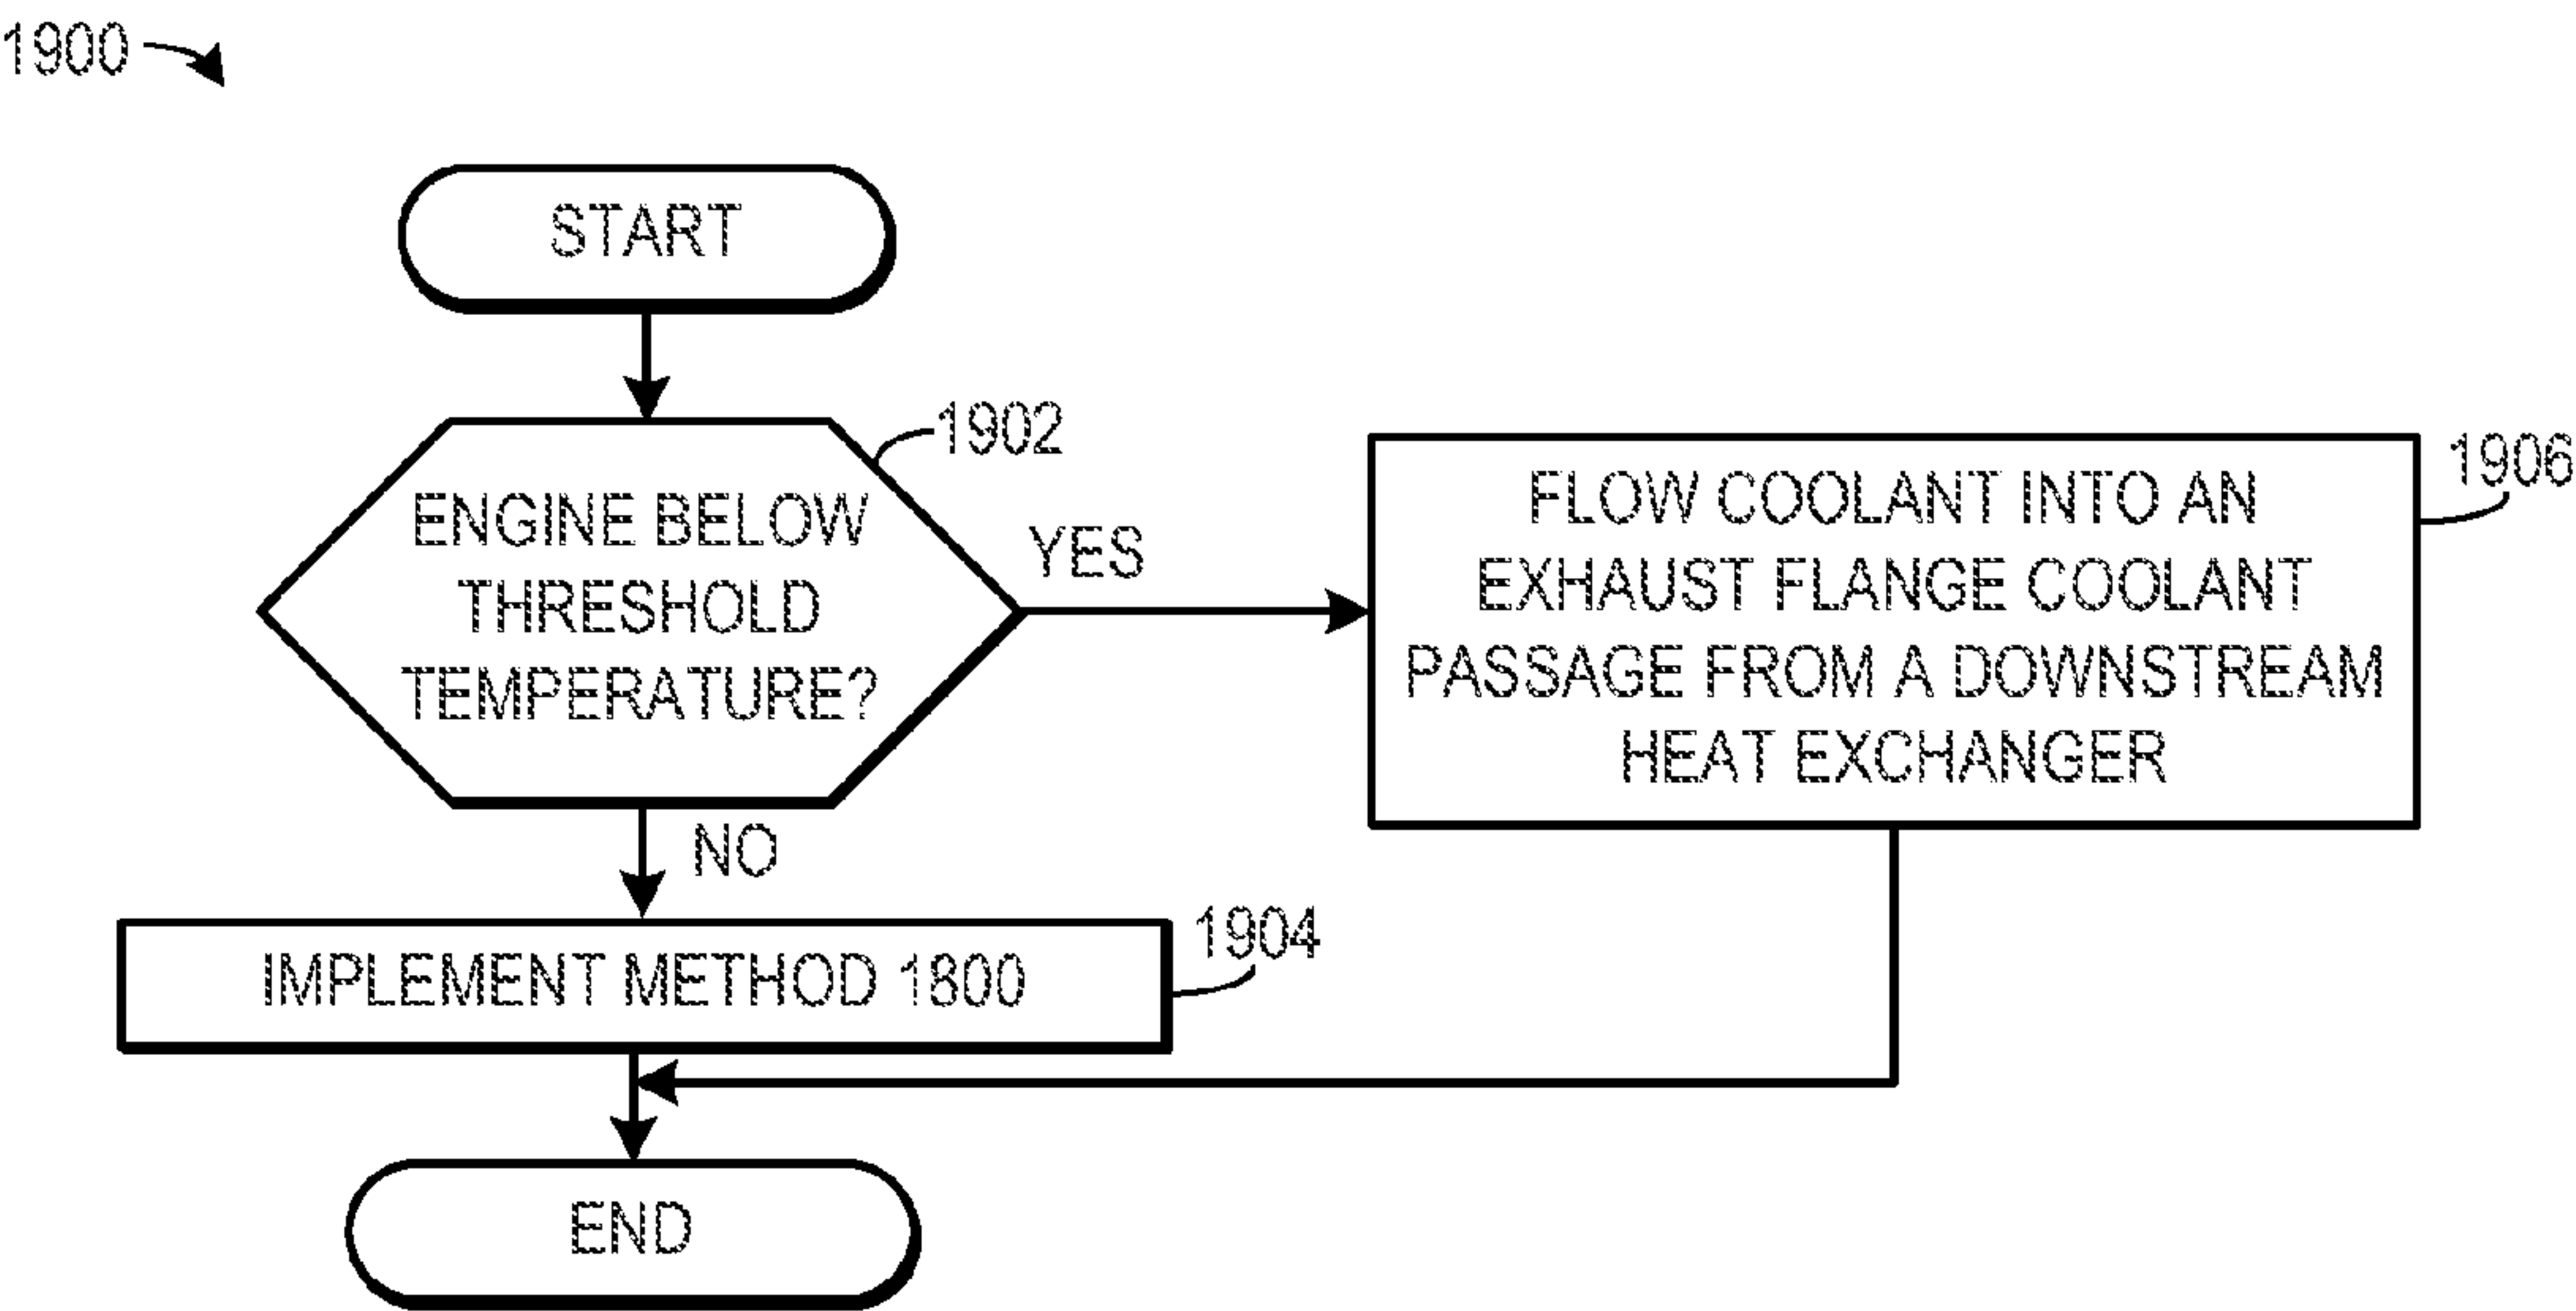 1900
START
1902
ENGINE BELOW
THRESHOLD
TEMPERATURE?
YES
1906
FLOW COOLANT INTO AN
EXHAUST FLANGE COOLANT
PASSAGE FROM A DOWNSTREAM
HEAT EXCHANGER
NO
1904
IMPLEMENT METHOD 1800
END